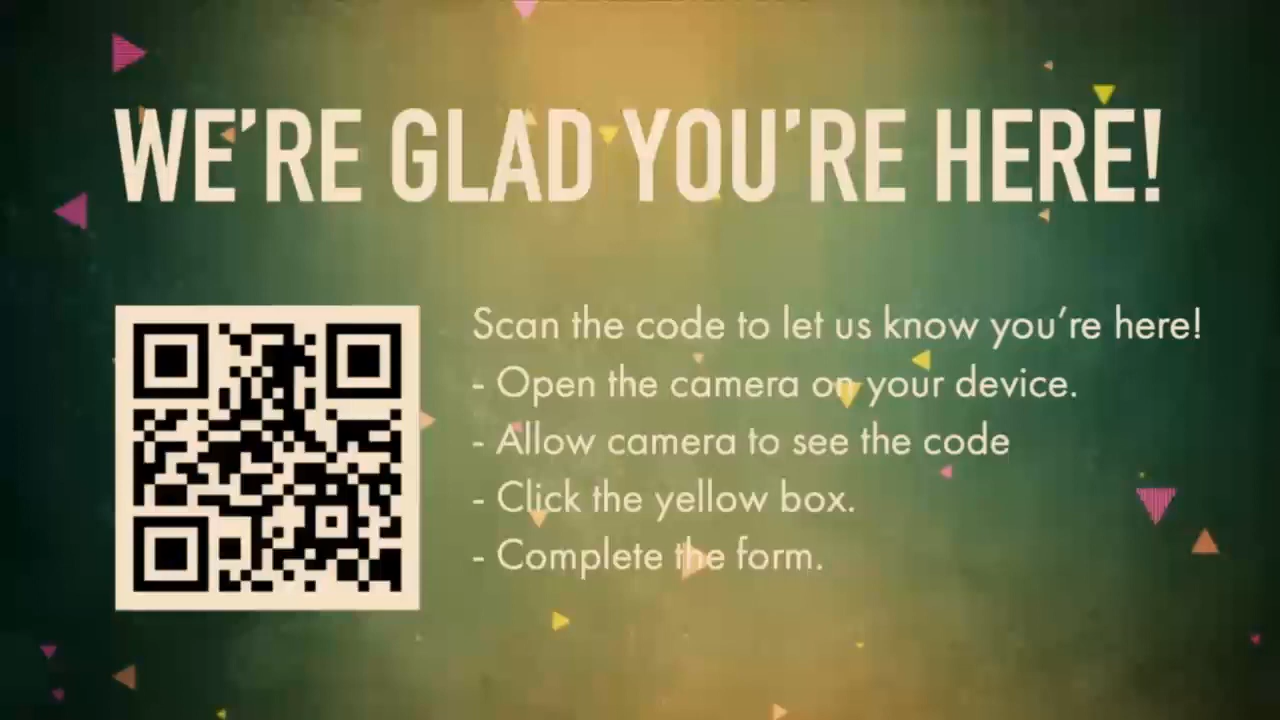 WE'RE GLAD YOU'RE HERE!
Scan the code to let us know you're here!
- Open the camera on your device.
- Allow camera to see the code
- Click the yellow box.
- Complete the form.